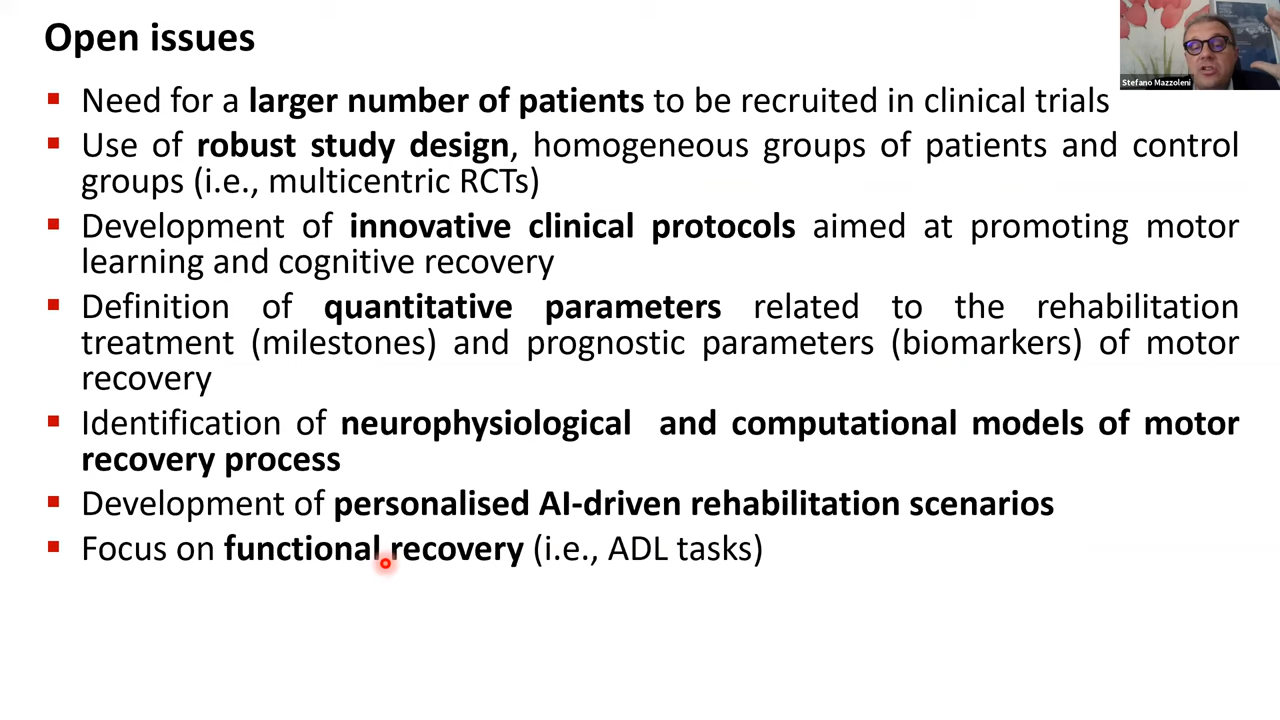 Open issues
Stefano Mazzoleni
▪ Need for a larger number of patients to be recruited in clinical trials
▪ Use of robust study design, homogeneous groups of patients and control
groups (i.e., multicentric RCTs)
▪ Development of innovative clinical protocols aimed at promoting motor
learning and cognitive recovery
▪ Definition of quantitative parameters related to the rehabilitation
treatment (milestones) and prognostic parameters (biomarkers) of motor
recovery
▪ Identification of neurophysiological and computational models of motor
recovery process
▪ Development of personalised AI-driven rehabilitation scenarios
▪ Focus on functional recovery (i.e., ADL tasks)